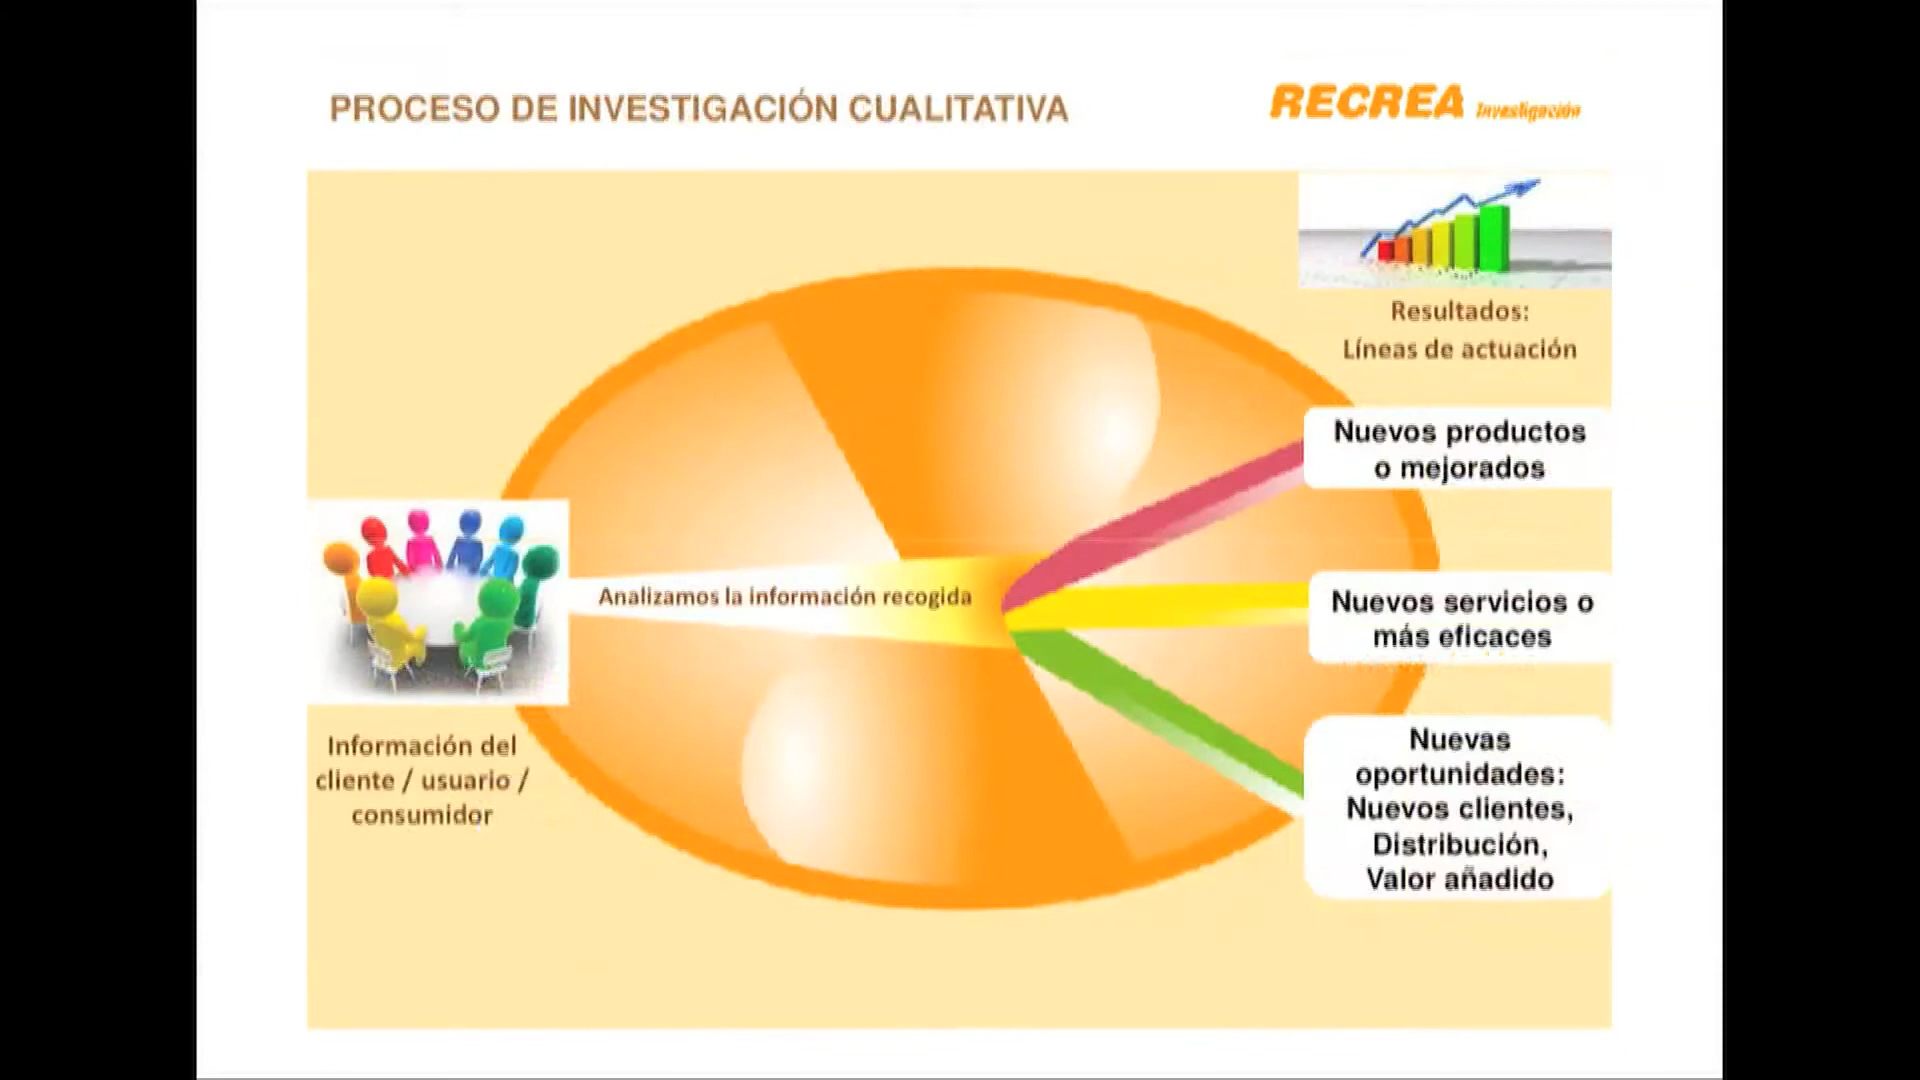 PROCESO DE INVESTIGACIÓN CUALITATIVA
RECREA Investigación
Resultados:
Líneas de actuación
Nuevos productos
o mejorados
Analizamos la información recogida
Nuevos servicios o
más eficaces
Información del
cliente / usuario /
consumidor
Nuevas
oportunidades:
Nuevos clientes,
Distribución,
Valor añadido